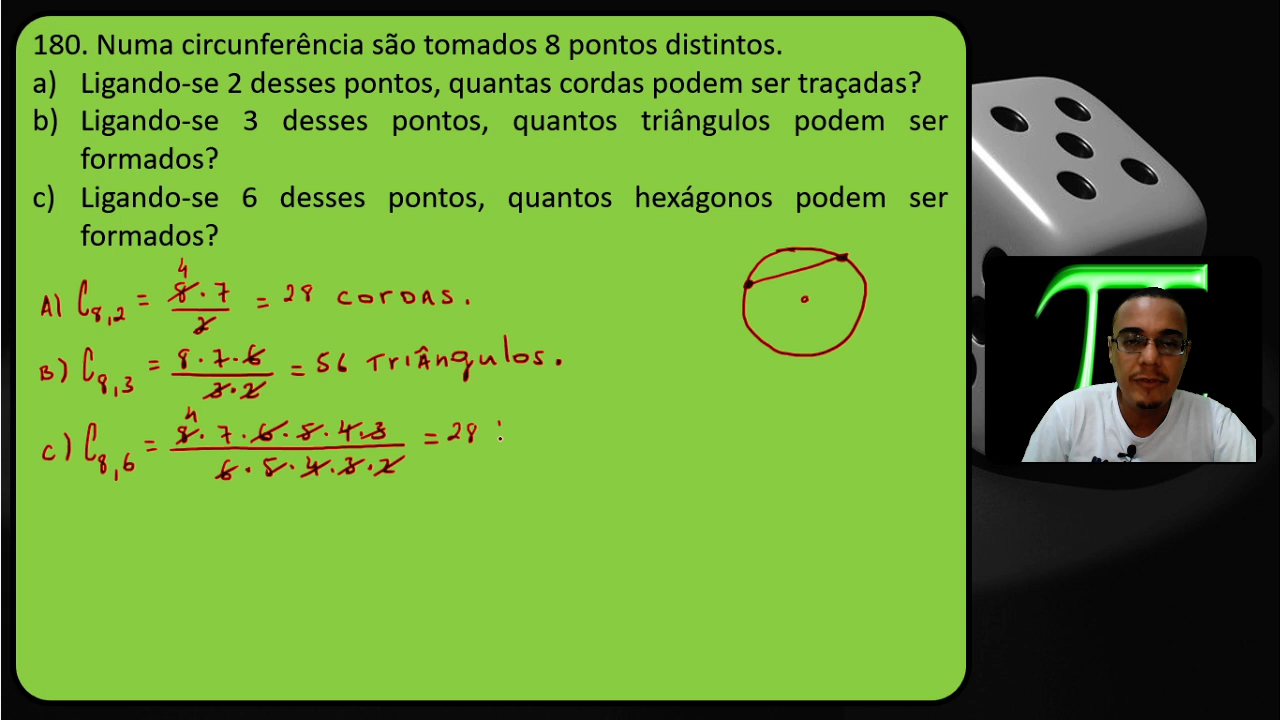 180. Numa circunferência são tomados 8 pontos distintos.
a) Ligando-se 2 desses pontos, quantas cordas podem ser traçadas?
b) Ligando-se 3 desses pontos, quantos triângulos podem ser
formados?
c) Ligando-se 6 desses pontos, quantos hexágonos podem ser
formados?
A) C8,2 = 8·7/2 = 28 cordas.
4
B) C8,3 = 8·7·6/3·2 = 56 Triângulos.
C) C8,6 = 8·7·6·5·4·3/6·5·4·3·2 = 28
4
π